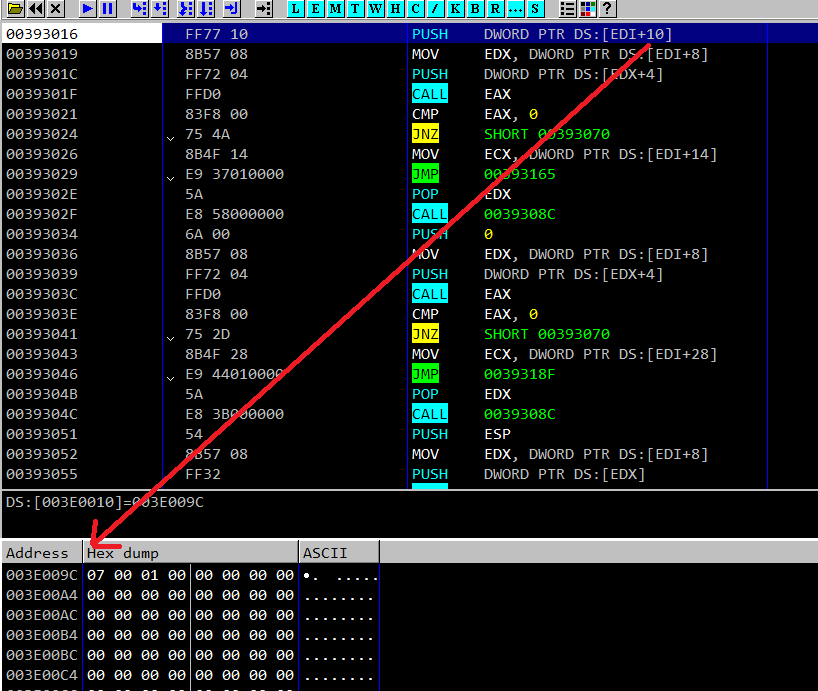 L E M T W H C / K B R ... S ?
00393016 FF77 10 PUSH DWORD PTR DS:[EDI+10]
00393019 8B57 08 MOV EDX, DWORD PTR DS:[EDI+8]
0039301C FF72 04 PUSH DWORD PTR DS:[EDX+4]
0039301F FFD0 CALL EAX
00393021 83F8 00 CMP EAX, 0
00393024 75 4A JNZ SHORT 00393070
00393026 8B4F 14 MOV ECX, DWORD PTR DS:[EDI+14]
00393029 E9 37010000 JMP 00393165
0039302E 5A POP EDX
0039302F E8 58000000 CALL 0039308C
00393034 6A 00 PUSH 0
00393036 8B57 08 MOV EDX, DWORD PTR DS:[EDI+8]
00393039 FF72 04 PUSH DWORD PTR DS:[EDX+4]
0039303C FFD0 CALL EAX
0039303E 83F8 00 CMP EAX, 0
00393041 75 2D JNZ SHORT 00393070
00393043 8B4F 28 MOV ECX, DWORD PTR DS:[EDI+28]
00393046 E9 44010000 JMP 0039318F
0039304B 5A POP EDX
0039304C E8 3B000000 CALL 0039308C
00393051 54 PUSH ESP
00393052 8B57 08 MOV EDX, DWORD PTR DS:[EDI+8]
00393055 FF32 PUSH DWORD PTR DS:[EDX]
DS:[003E0010]=003E009C
Address Hex dump ASCII
003E009C 07 00 01 00 00 00 00 00 •. .....
003E00A4 00 00 00 00 00 00 00 00 ........
003E00AC 00 00 00 00 00 00 00 00 ........
003E00B4 00 00 00 00 00 00 00 00 ........
003E00BC 00 00 00 00 00 00 00 00 ........
003E00C4 00 00 00 00 00 00 00 00 ........